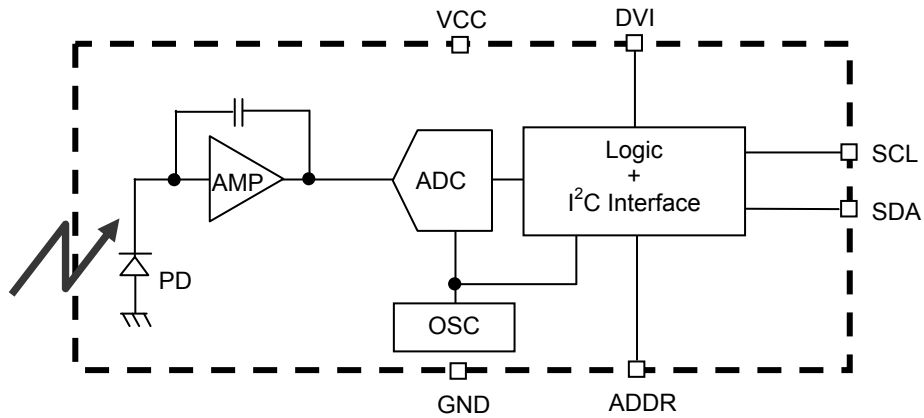 VCC
DVI
AMP
ADC
Logic
+
I²C Interface
SCL
SDA
PD
OSC
GND
ADDR